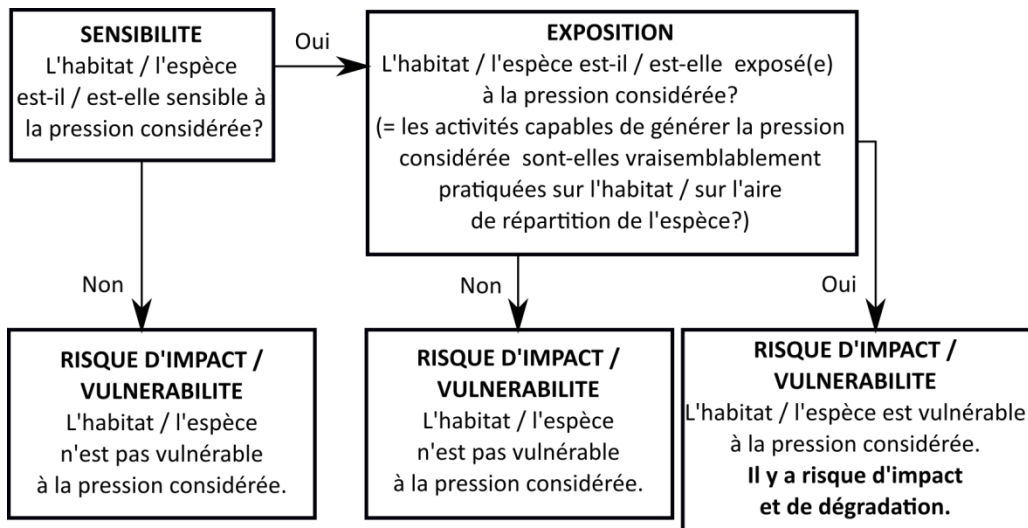 SENSIBILITE
L'habitat / l'espèce
est-il / est-elle sensible à
la pression considérée?
Oui
EXPOSITION
L'habitat / l'espèce est-il / est-elle exposé(e)
à la pression considérée?
(= les activités capables de générer la pression
considérée sont-elles vraisemblablement
pratiquées sur l'habitat / sur l'aire
de répartition de l'espèce?)
Non
Non
Oui
RISQUE D'IMPACT /
VULNERABILITE
L'habitat / l'espèce
n'est pas vulnérable
à la pression considérée.
RISQUE D'IMPACT /
VULNERABILITE
L'habitat / l'espèce
n'est pas vulnérable
à la pression considérée.
RISQUE D'IMPACT /
VULNERABILITE
L'habitat / l'espèce est vulnérable
à la pression considérée.
Il y a risque d'impact
et de dégradation.